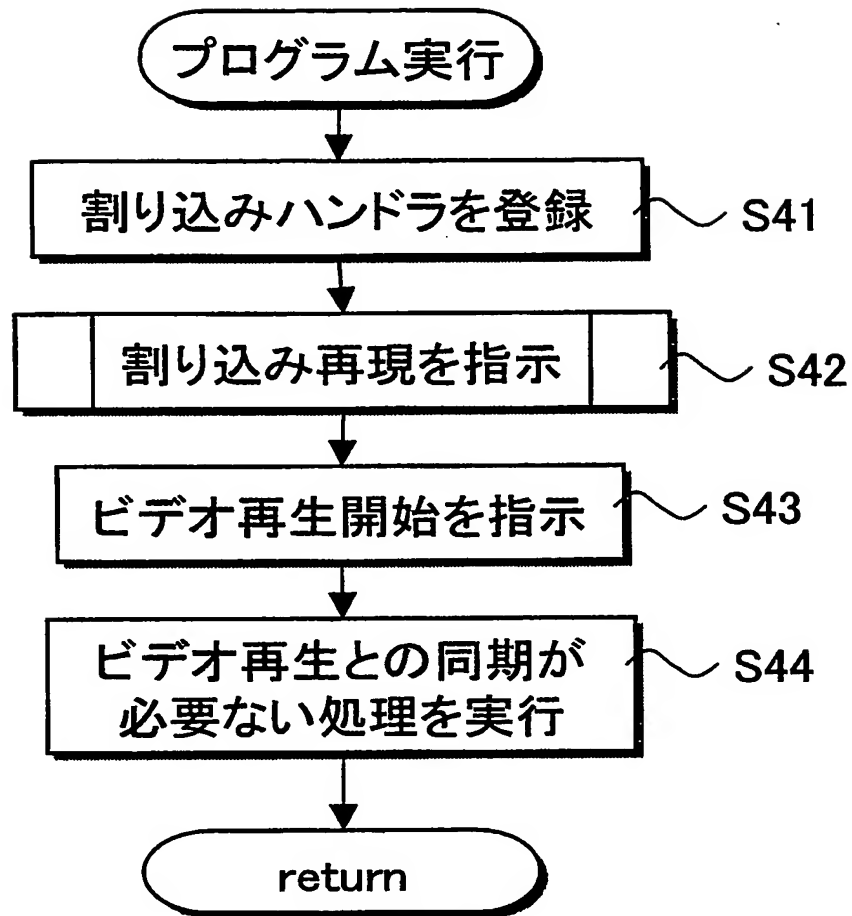 プログラム実行
割り込みハンドラを登録
S41
割り込み再現を指示
S42
ビデオ再生開始を指示
S43
ビデオ再生との同期が
必要ない処理を実行
S44
return